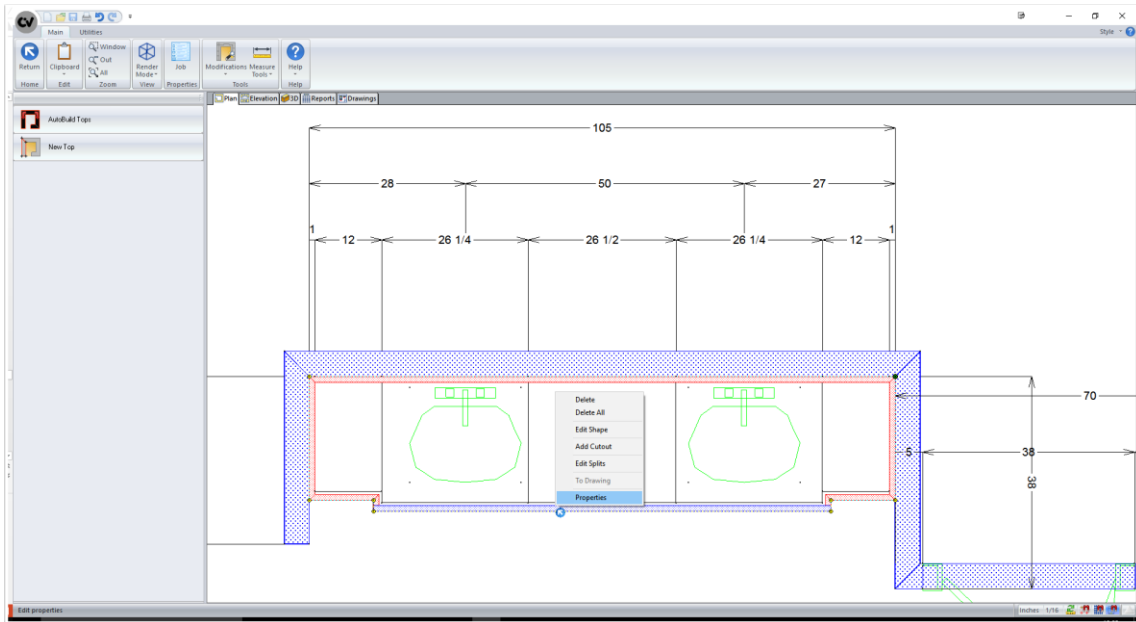 CV
Style
Main Utilities
Return
Clipboard
Window
Out
All
Render Mode
Job
Modifications
Measure Tools
Help
Home Edit Zoom View Properties Tools Help
AutoBuild Tops
New Top
Plan Elevation 3D Reports Drawings
105
28 50 27
1 12 26 1/4 26 1/2 26 1/4 12 1
70
5 38
38
Delete
Delete All
Edit Shape
Add Cutout
Edit Splits
To Drawing
Properties
Edit properties
Inches 1/16